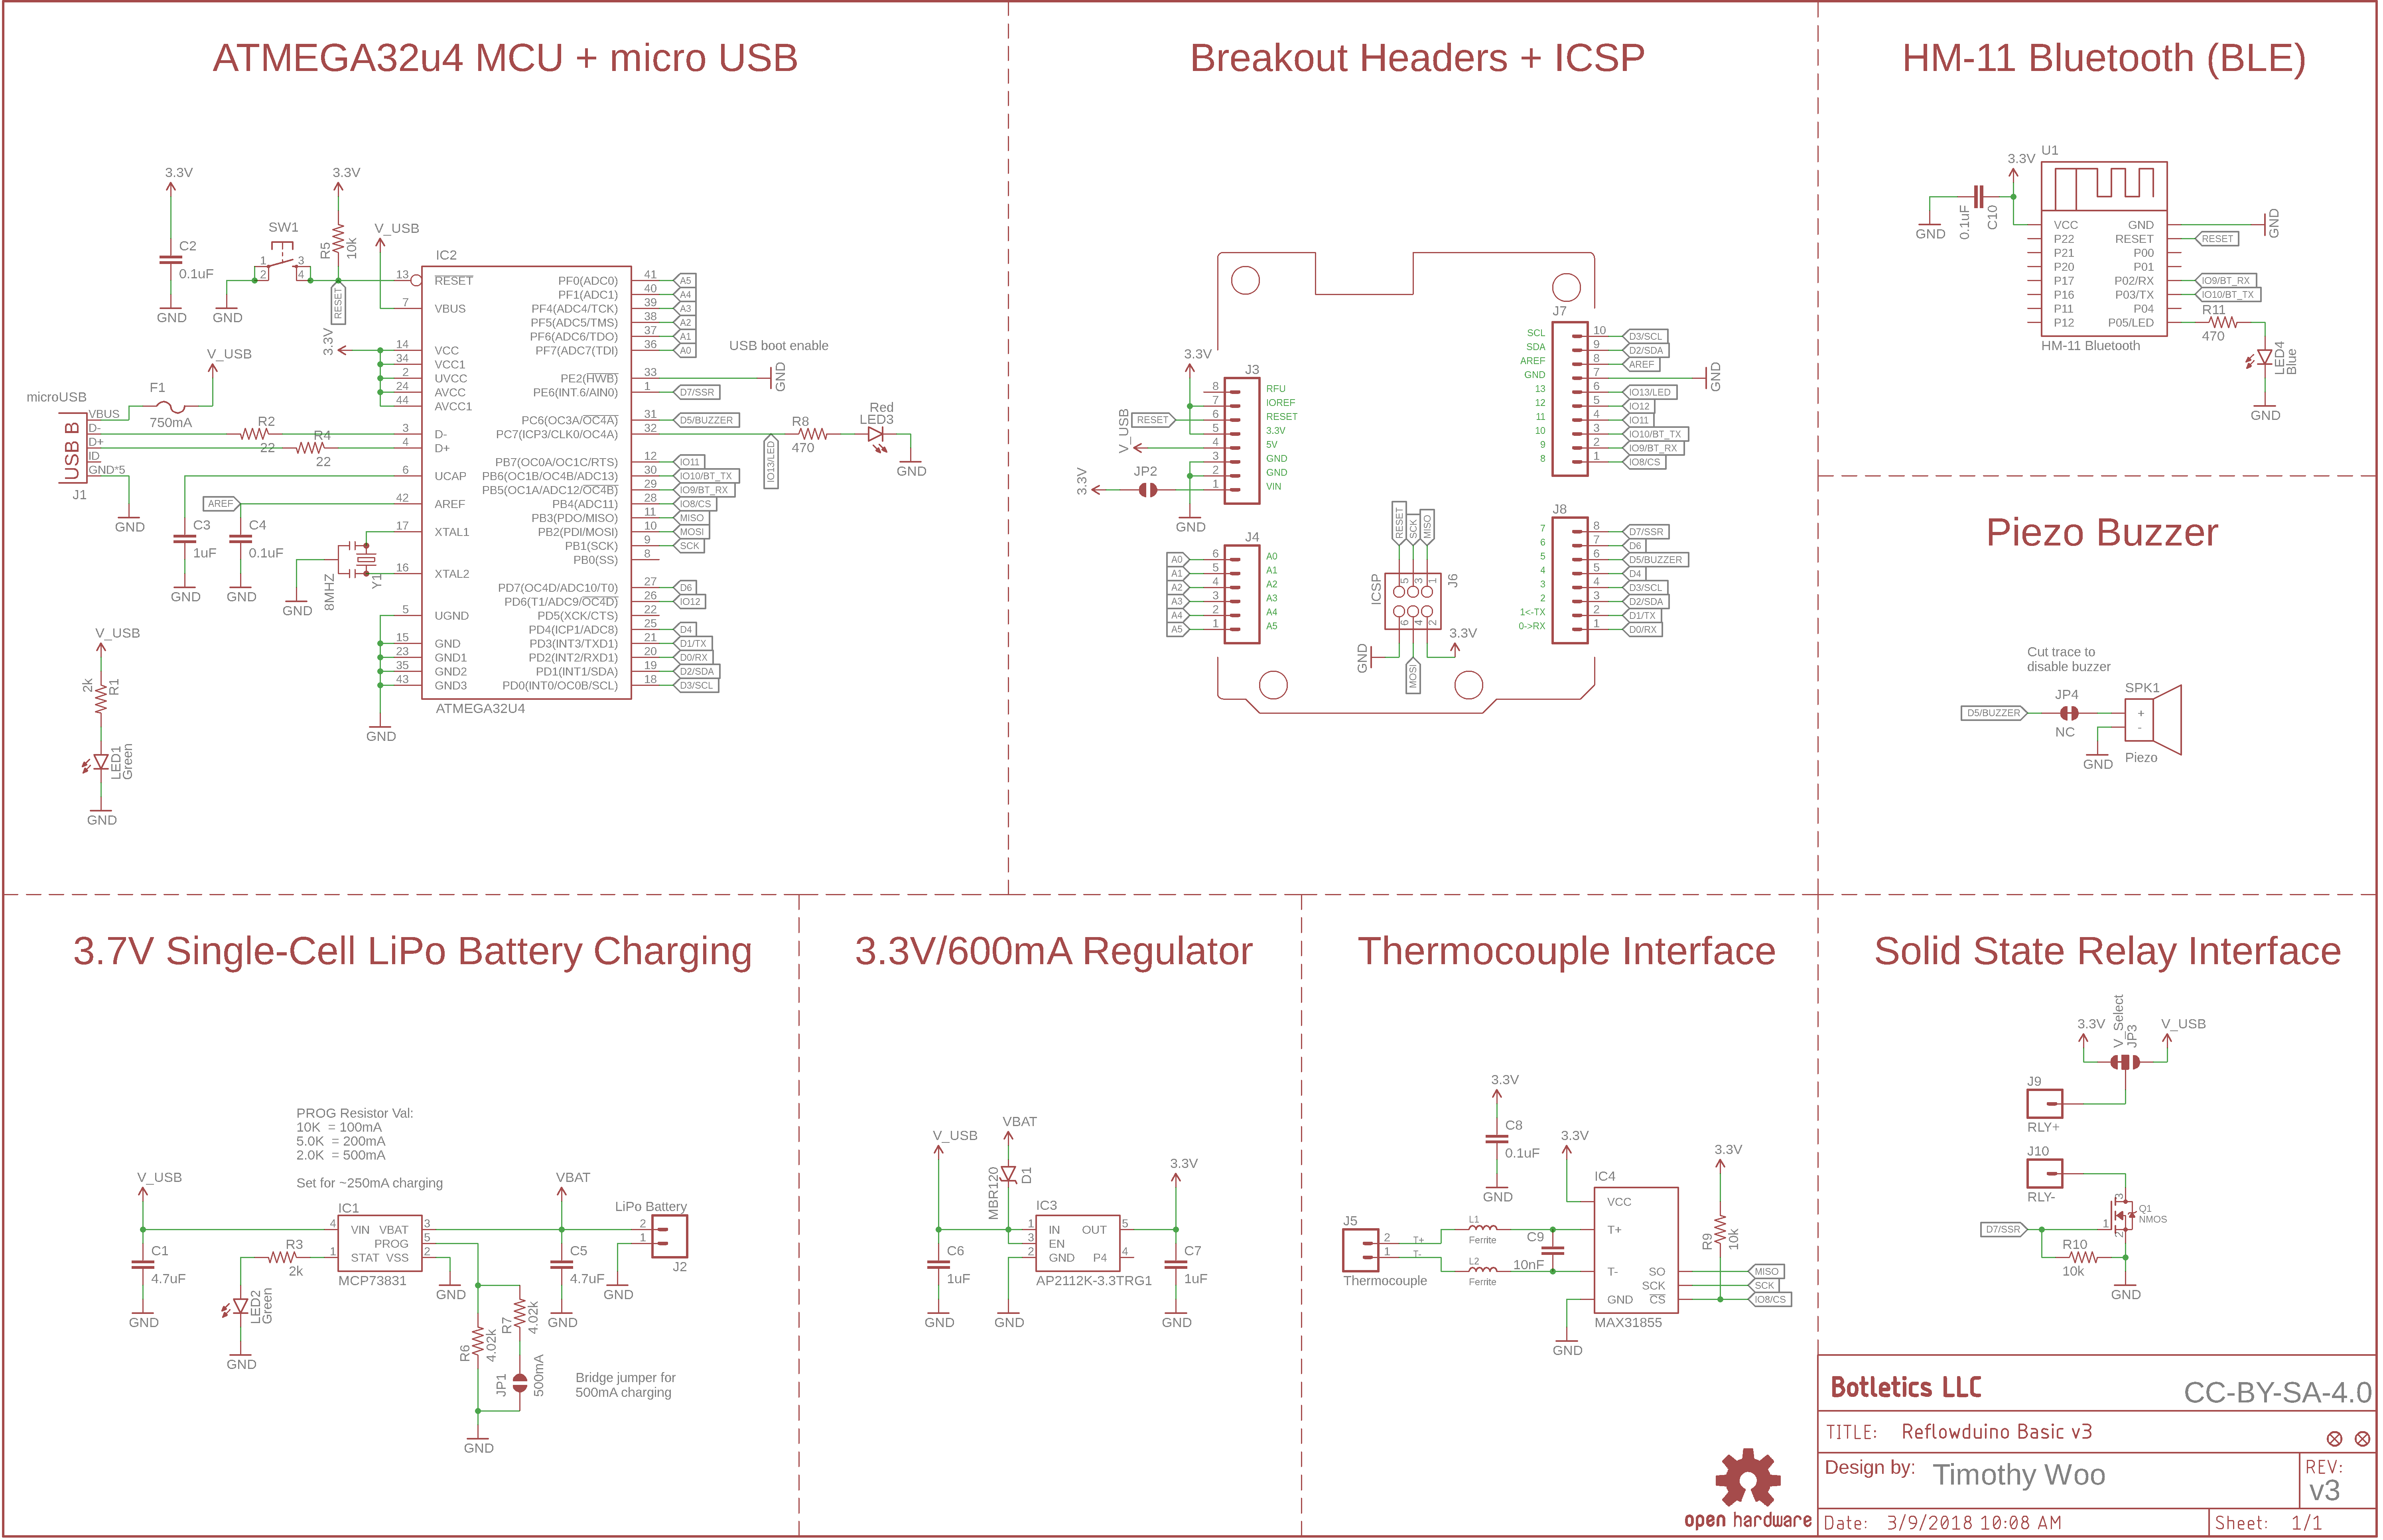 ATMEGA32u4 MCU + micro USB
3.3V
C2
0.1uF
GND
SW1
1
2
3
4
GND
3.3V
R5
10k
RESET
V_USB
3.3V
microUSB
USB B
J1
VBUS
D-
D+
ID
GND*5
GND
F1
750mA
V_USB
R2
22
R4
22
C3
1uF
GND
AREF
C4
0.1uF
GND
8MHZ
Y1
GND
V_USB
2k
R1
LED1
Green
GND
IC2
13 RESET
7 VBUS
14 VCC
34 VCC1
2 UVCC
24 AVCC
44 AVCC1
3 D-
4 D+
6 UCAP
42 AREF
17 XTAL1
16 XTAL2
5 UGND
15 GND
23 GND1
35 GND2
43 GND3
GND
PF0(ADC0) 41 A5
PF1(ADC1) 40 A4
PF4(ADC4/TCK) 39 A3
PF5(ADC5/TMS) 38 A2
PF6(ADC6/TDO) 37 A1
PF7(ADC7(TDI) 36 A0
PE2(HWB) 33
PE6(INT.6/AIN0) 1 D7/SSR
PC6(OC3A/OC4A) 31 D5/BUZZER
PC7(ICP3/CLK0/OC4A) 32
PB7(OC0A/OC1C/RTS) 12 IO11
PB6(OC1B/OC4B/ADC13) 30 IO10/BT_TX
PB5(OC1A/ADC12/OC4B) 29 IO9/BT_RX
PB4(ADC11) 28 IO8/CS
PB3(PDO/MISO) 11 MISO
PB2(PDI/MOSI) 10 MOSI
PB1(SCK) 9 SCK
PB0(SS) 8
PD7(OC4D/ADC10/T0) 27 D6
PD6(T1/ADC9/OC4D) 26 IO12
PD5(XCK/CTS) 22
PD4(ICP1/ADC8) 25 D4
PD3(INT3/TXD1) 21 D1/TX
PD2(INT2/RXD1) 20 D0/RX
PD1(INT1/SDA) 19 D2/SDA
PD0(INT0/OC0B/SCL) 18 D3/SCL
ATMEGA32U4
USB boot enable
GND
IO13/LED
R8
470
Red
LED3
GND
Breakout Headers + ICSP
3.3V
J3
8 RFU
7 IOREF
RESET 6 RESET
5 3.3V
V_USB 4 5V
3 GND
2 GND
3.3V JP2 1 VIN
GND
J4
A0 6 A0
A1 5 A1
A2 4 A2
A3 3 A3
A4 2 A4
A5 1 A5
RESET
SCK
MISO
ICSP
5 3 1
6 4 2
J6
GND
MOSI
3.3V
J7
SCL 10 D3/SCL
SDA 9 D2/SDA
AREF 8 AREF
GND 7 GND
13 6 IO13/LED
12 5 IO12
11 4 IO11
10 3 IO10/BT_TX
9 2 IO9/BT_RX
8 1 IO8/CS
J8
7 8 D7/SSR
6 7 D6
5 6 D5/BUZZER
4 5 D4
3 4 D3/SCL
2 3 D2/SDA
1<-TX 2 D1/TX
0->RX 1 D0/RX
HM-11 Bluetooth (BLE)
U1
3.3V
0.1uF
C10
GND
VCC GND
P22 RESET
P21 P00
P20 P01
P17 P02/RX
P16 P03/TX
P11 P04
P12 P05/LED
HM-11 Bluetooth
GND
RESET
IO9/BT_RX
IO10/BT_TX
R11
470
LED4
Blue
GND
Piezo Buzzer
Cut trace to
disable buzzer
D5/BUZZER
JP4
NC
SPK1
+
-
GND
Piezo
3.7V Single-Cell LiPo Battery Charging
PROG Resistor Val:
10K = 100mA
5.0K = 200mA
2.0K = 500mA
Set for ~250mA charging
V_USB
C1
4.7uF
GND
R3
2k
LED2
Green
GND
IC1
4 VIN VBAT 3
PROG 5
1 STAT VSS 2
MCP73831
GND
R6
4.02k
R7
4.02k
JP1
500mA
GND
VBAT
C5
4.7uF
GND
LiPo Battery
2
1
J2
GND
Bridge jumper for
500mA charging
3.3V/600mA Regulator
V_USB
C6
1uF
GND
VBAT
MBR120
D1
IC3
1 IN OUT 5
3 EN
2 GND P4 4
AP2112K-3.3TRG1
GND
3.3V
C7
1uF
GND
Thermocouple Interface
3.3V
C8
0.1uF
GND
J5
2 T+
1 T-
Thermocouple
L1
Ferrite
L2
Ferrite
C9
10nF
3.3V
IC4
VCC
T+
T- SO
SCK
GND CS
MAX31855
GND
3.3V
R9
10k
MISO
SCK
IO8/CS
Solid State Relay Interface
3.3V
V_Select
JP3
V_USB
J9
RLY+
J10
RLY-
D7/SSR
1
3
2
Q1
NMOS
R10
10k
GND
open hardware
Botletics LLC
CC-BY-SA-4.0
TITLE: Reflowduino Basic v3
Design by: Timothy Woo
REV:
v3
Date: 3/9/2018 10:08 AM
Sheet: 1/1